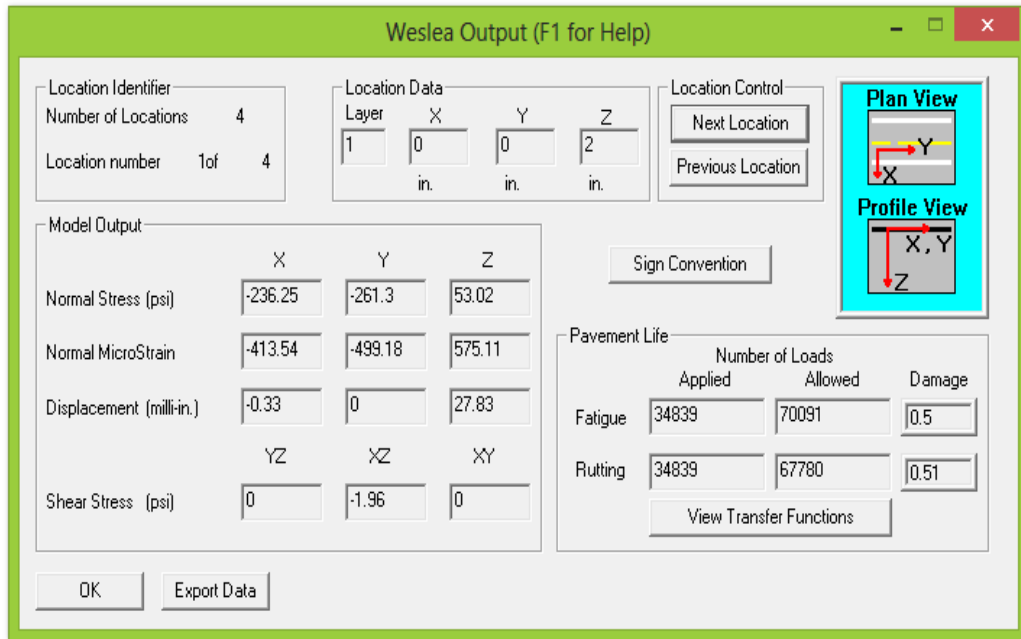 Weslea Output (F1 for Help)
Location Identifier
Number of Locations 4
Location number 1of 4
Location Data
Layer X Y Z
1 0 0 2
in. in. in.
Location Control
Next Location
Previous Location
Plan View
Y
X
Profile View
X, Y
Z
Model Output
X Y Z
Normal Stress (psi) -236.25 -261.3 53.02
Normal MicroStrain -413.54 -499.18 575.11
Displacement (milli-in.) -0.33 0 27.83
YZ XZ XY
Shear Stress (psi) 0 -1.96 0
Sign Convention
Pavement Life
Number of Loads
Applied Allowed Damage
Fatigue 34839 70091 0.5
Rutting 34839 67780 0.51
View Transfer Functions
OK Export Data